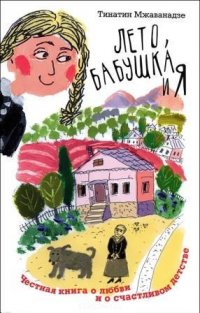 Тинатин Мжаванадзе
ЛЕТО,
БАБУШКА
И Я
Честная книга о любви
и о счастливом детстве